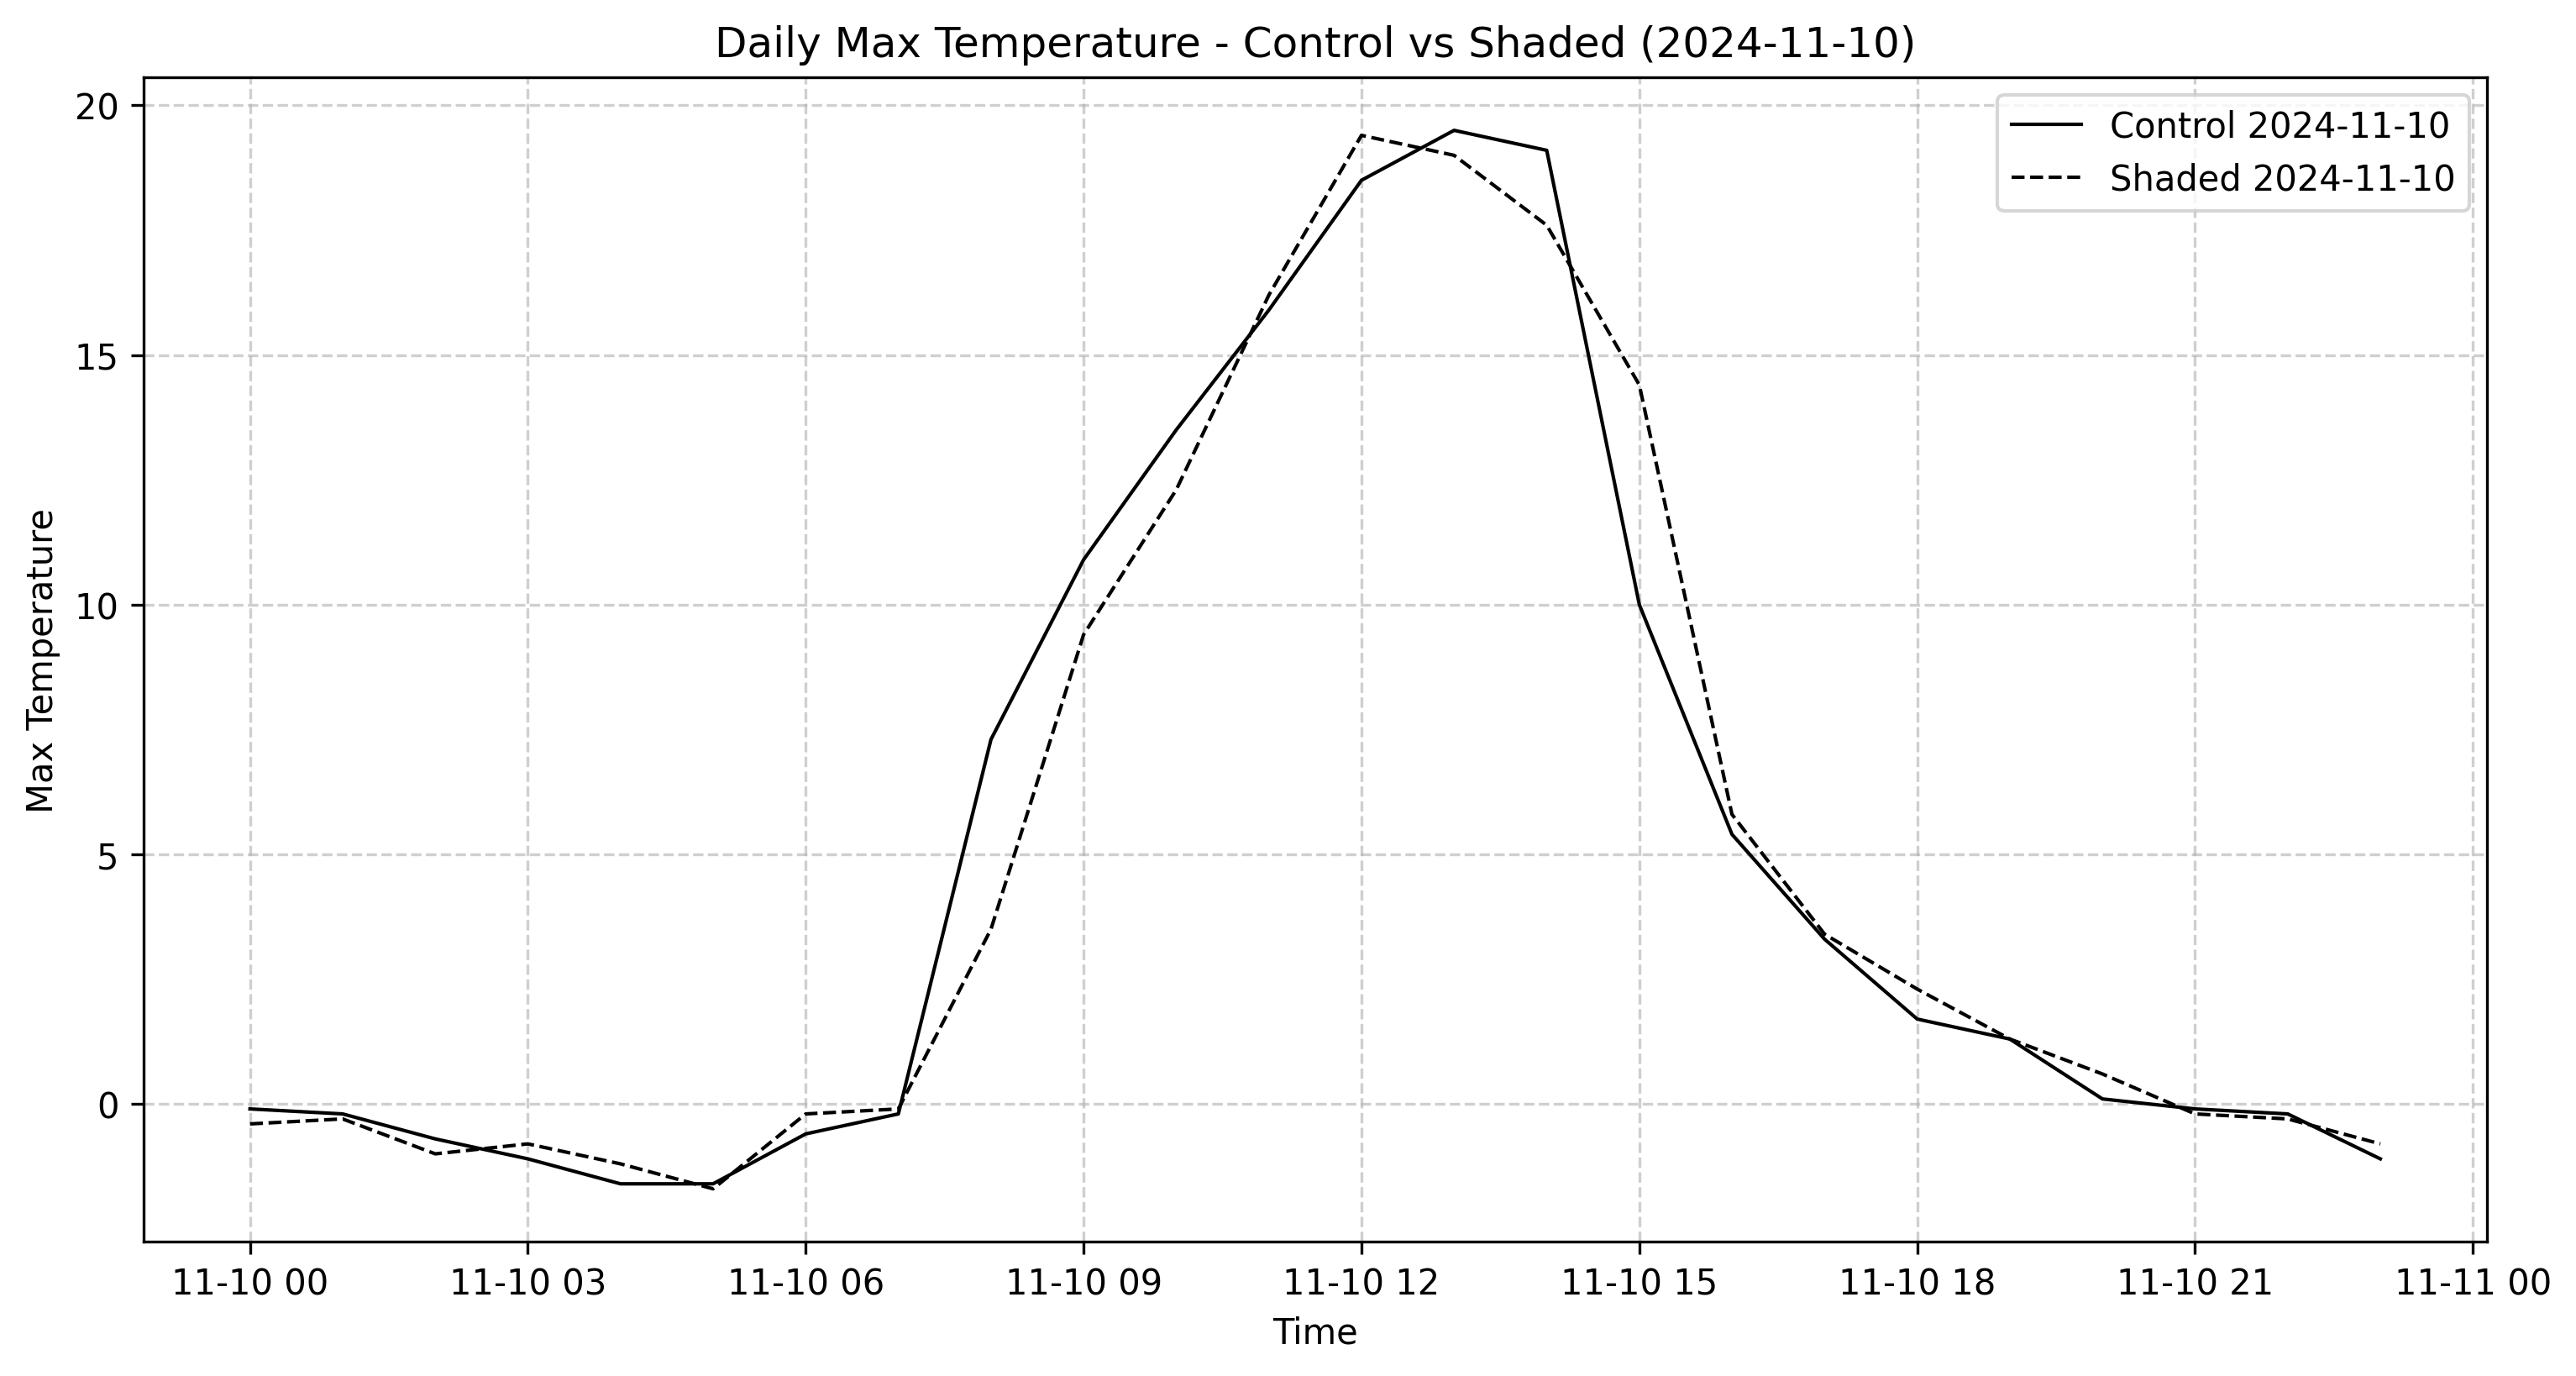 Daily Max Temperature - Control vs Shaded (2024-11-10)
Control 2024-11-10
Shaded 2024-11-10
Max Temperature
20
15
10
5
0
11-10 00 11-10 03 11-10 06 11-10 09 11-10 12 11-10 15 11-10 18 11-10 21 11-11 00
Time